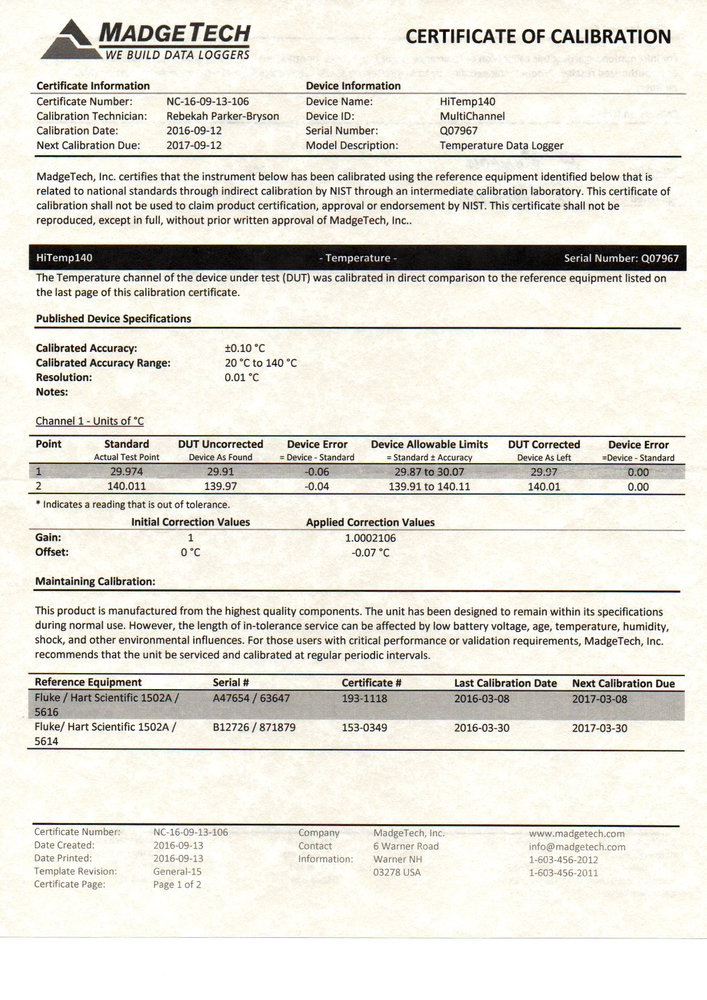 MADGETECH
WE BUILD DATA LOGGERS
CERTIFICATE OF CALIBRATION
Certificate Information Device Information
Certificate Number: NC-16-09-13-106 Device Name: HiTemp140
Calibration Technician: Rebekah Parker-Bryson Device ID: MultiChannel
Calibration Date: 2016-09-12 Serial Number: Q07967
Next Calibration Due: 2017-09-12 Model Description: Temperature Data Logger
MadgeTech, Inc. certifies that the instrument below has been calibrated using the reference equipment identified below that is
related to national standards through indirect calibration by NIST through an intermediate calibration laboratory. This certificate of
calibration shall not be used to claim product certification, approval or endorsement by NIST. This certificate shall not be
reproduced, except in full, without prior written approval of MadgeTech, Inc..
HiTemp140 - Temperature - Serial Number: Q07967
The Temperature channel of the device under test (DUT) was calibrated in direct comparison to the reference equipment listed on
the last page of this calibration certificate.
Published Device Specifications
Calibrated Accuracy: ±0.10 °C
Calibrated Accuracy Range: 20 °C to 140 °C
Resolution: 0.01 °C
Notes:
Channel 1 - Units of °C
Point Standard DUT Uncorrected Device Error Device Allowable Limits DUT Corrected Device Error
Actual Test Point Device As Found = Device - Standard = Standard ± Accuracy Device As Left =Device - Standard
1 29.974 29.91 -0.06 29.87 to 30.07 29.97 0.00
2 140.011 139.97 -0.04 139.91 to 140.11 140.01 0.00
* Indicates a reading that is out of tolerance.
Initial Correction Values Applied Correction Values
Gain: 1 1.0002106
Offset: 0 °C -0.07 °C
Maintaining Calibration:
This product is manufactured from the highest quality components. The unit has been designed to remain within its specifications
during normal use. However, the length of in-tolerance service can be affected by low battery voltage, age, temperature, humidity,
shock, and other environmental influences. For those users with critical performance or validation requirements, MadgeTech, Inc.
recommends that the unit be serviced and calibrated at regular periodic intervals.
Reference Equipment Serial # Certificate # Last Calibration Date Next Calibration Due
Fluke / Hart Scientific 1502A / A47654 / 63647 193-1118 2016-03-08 2017-03-08
5616
Fluke/ Hart Scientific 1502A / B12726 / 871879 153-0349 2016-03-30 2017-03-30
5614
Certificate Number: NC-16-09-13-106 Company MadgeTech, Inc. www.madgetech.com
Date Created: 2016-09-13 Contact 6 Warner Road info@madgetech.com
Date Printed: 2016-09-13 Information: Warner NH 1-603-456-2012
Template Revision: General-15 03278 USA 1-603-456-2011
Certificate Page: Page 1 of 2